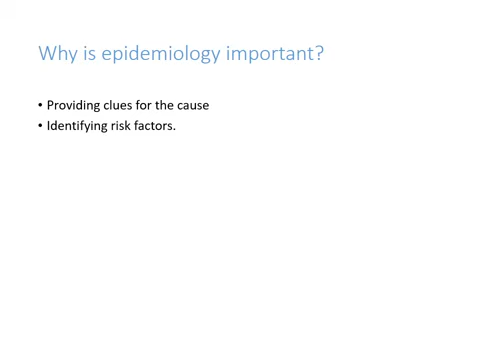 Why is epidemiology important?
• Providing clues for the cause
• Identifying risk factors.